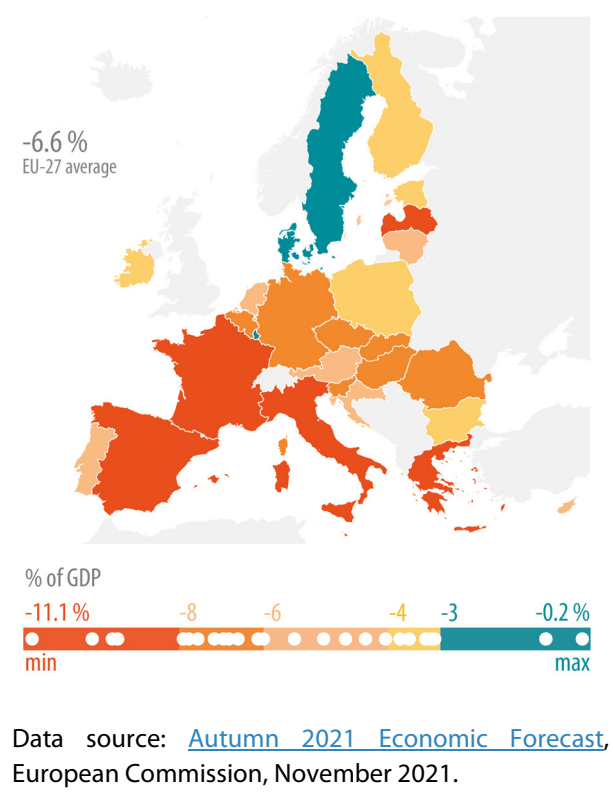 -6.6 %
EU-27 average
% of GDP
-11.1 % -8 -6 -4 -3 -0.2 %
min max
Data source: Autumn 2021 Economic Forecast,
European Commission, November 2021.